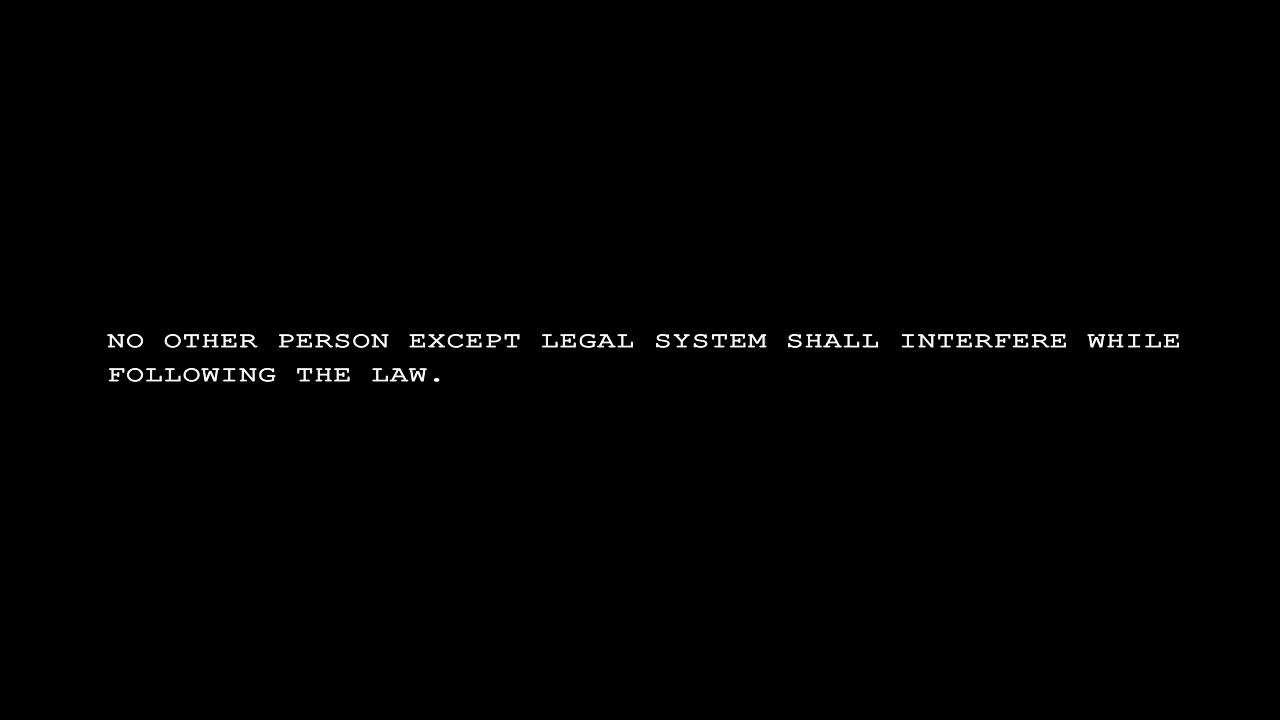 NO OTHER PERSON EXCEPT LEGAL SYSTEM SHALL INTERFERE WHILE
FOLLOWING THE LAW.